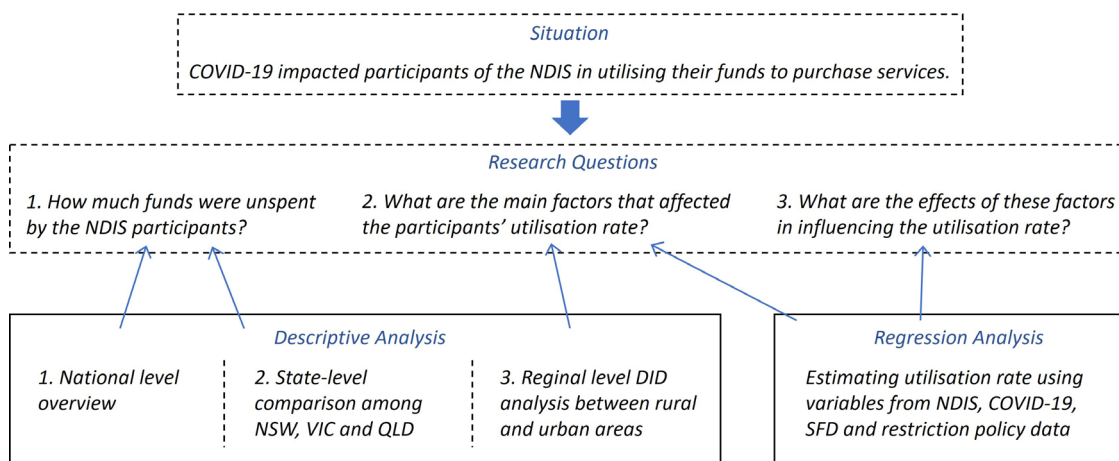 Situation
COVID-19 impacted participants of the NDIS in utilising their funds to purchase services.
Research Questions
1. How much funds were unspent
by the NDIS participants?
2. What are the main factors that affected
the participants’ utilisation rate?
3. What are the effects of these factors
in influencing the utilisation rate?
Descriptive Analysis
1. National level
overview
2. State-level
comparison among
NSW, VIC and QLD
3. Reginal level DID
analysis between rural
and urban areas
Regression Analysis
Estimating utilisation rate using
variables from NDIS, COVID-19,
SFD and restriction policy data